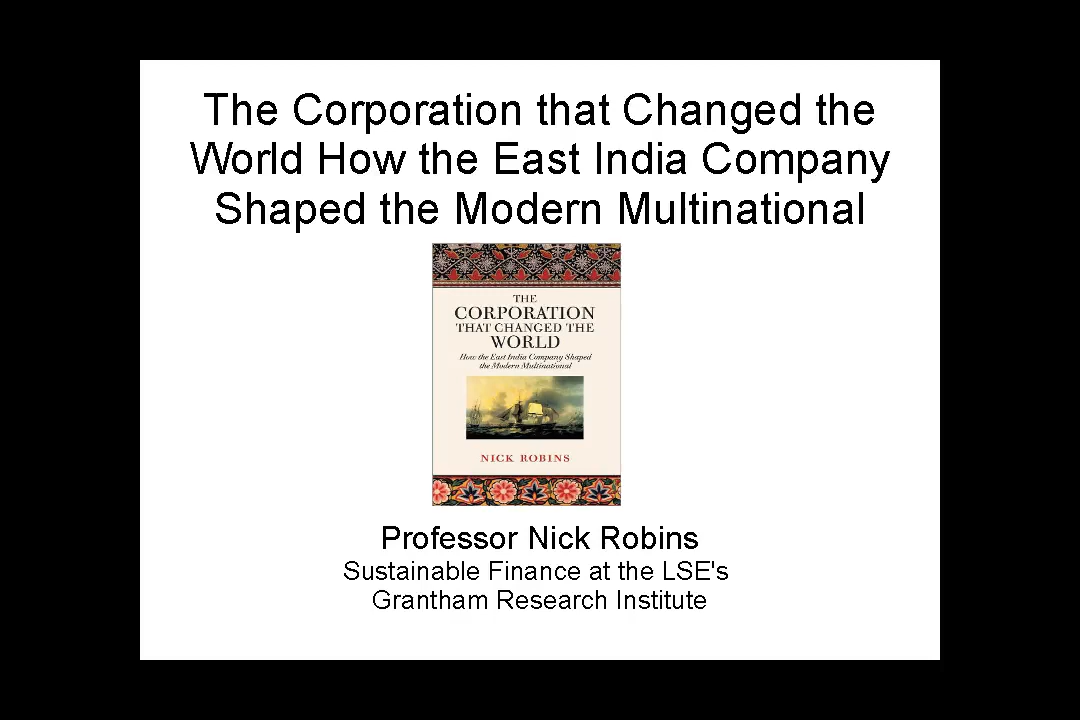 The Corporation that Changed the
World How the East India Company
Shaped the Modern Multinational
THE
CORPORATION
THAT CHANGED THE
WORLD
How the East India Company Shaped
the Modern Multinational
NICK ROBINS
Professor Nick Robins
Sustainable Finance at the LSE's
Grantham Research Institute